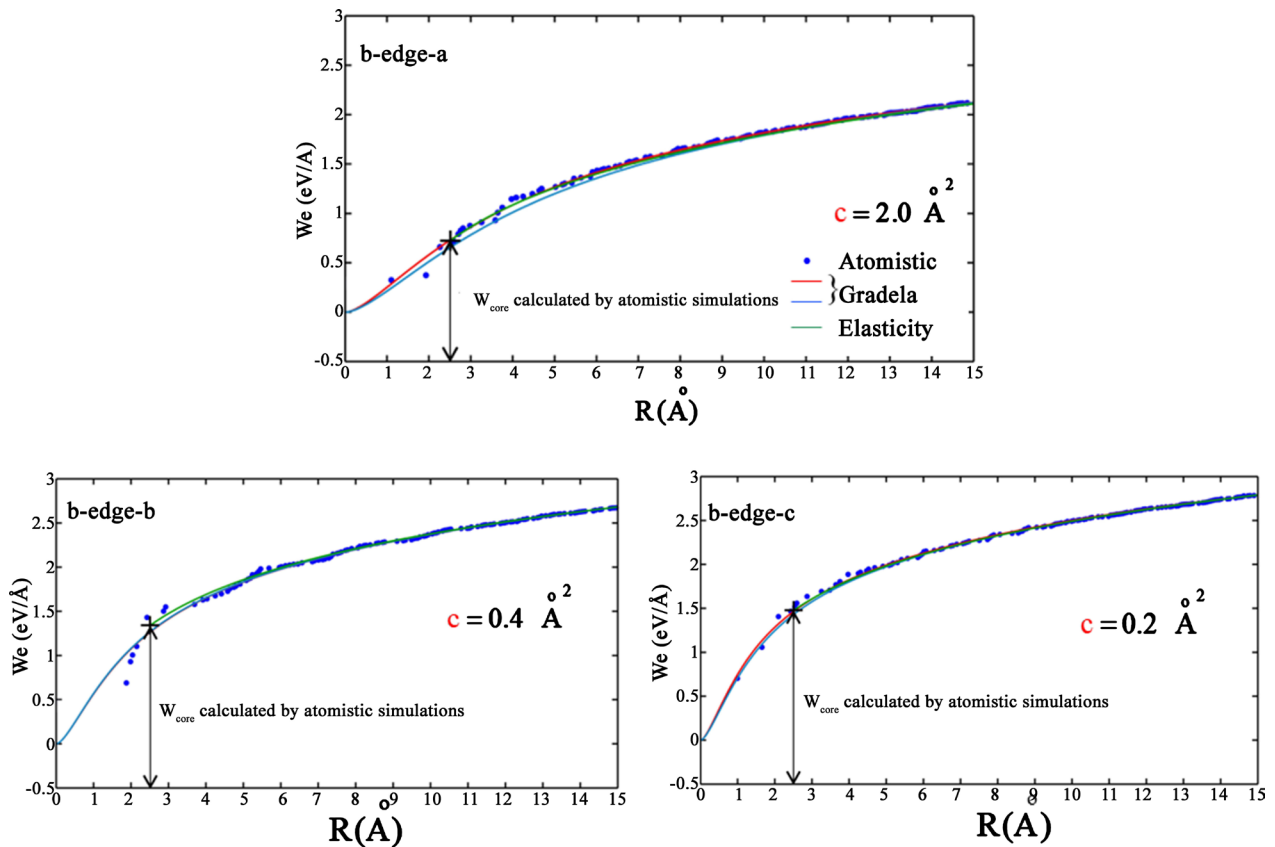 3
2.5
2
1.5
1
0.5
0
-0.5
We (eV/A)
b-edge-a
c = 2.0 Å²
Atomistic
Gradela
Elasticity
W_core calculated by atomistic simulations
0 1 2 3 4 5 6 7 8 9 10 11 12 13 14 15
R(Å)
3
2.5
2
1.5
1
0.5
0
-0.5
We (eV/Å)
b-edge-b
c = 0.4 Å²
W_core calculated by atomistic simulations
0 1 2 3 4 5 6 7 8 9 10 11 12 13 14 15
R(Å)
3
2.5
2
1.5
1
0.5
0
-0.5
We (eV/Å)
b-edge-c
c = 0.2 Å²
W_core calculated by atomistic simulations
0 1 2 3 4 5 6 7 8 9 10 11 12 13 14 15
R(Å)